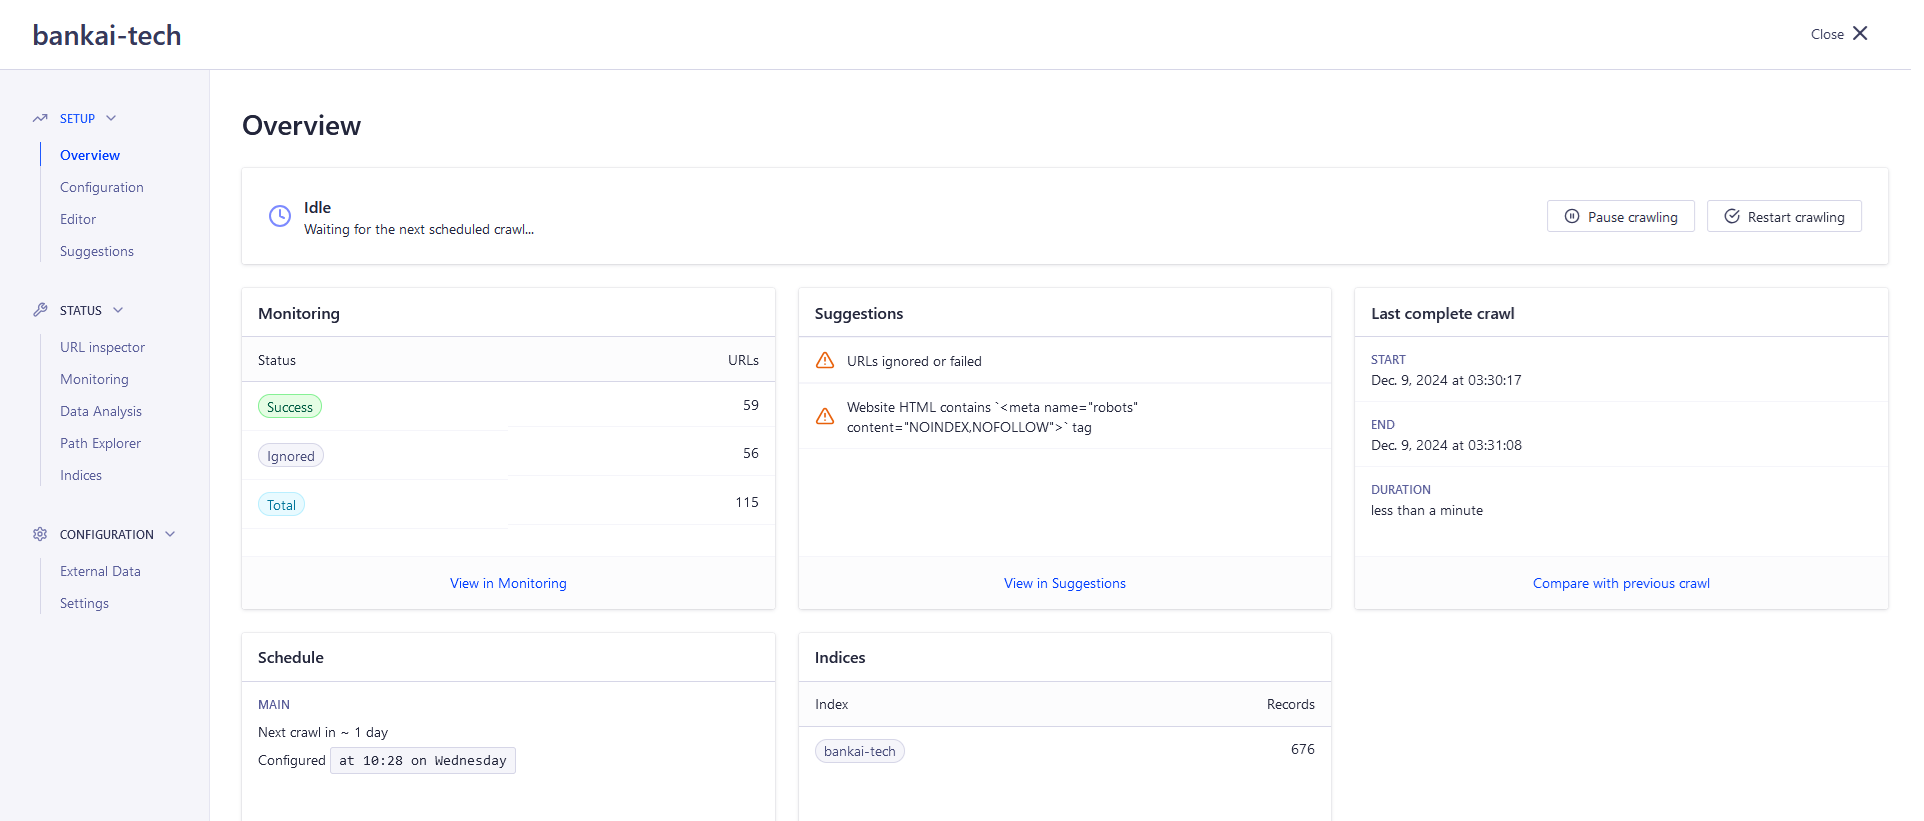 bankai-tech
Close
SETUP
Overview
Configuration
Editor
Suggestions
STATUS
URL inspector
Monitoring
Data Analysis
Path Explorer
Indices
CONFIGURATION
External Data
Settings
Overview
Idle
Waiting for the next scheduled crawl...
Pause crawling
Restart crawling
Monitoring
Status URLs
Success 59
Ignored 56
Total 115
View in Monitoring
Suggestions
URLs ignored or failed
Website HTML contains `<meta name="robots"
content="NOINDEX,NOFOLLOW">` tag
View in Suggestions
Last complete crawl
START
Dec. 9, 2024 at 03:30:17
END
Dec. 9, 2024 at 03:31:08
DURATION
less than a minute
Compare with previous crawl
Schedule
MAIN
Next crawl in ~ 1 day
Configured at 10:28 on Wednesday
Indices
Index Records
bankai-tech 676